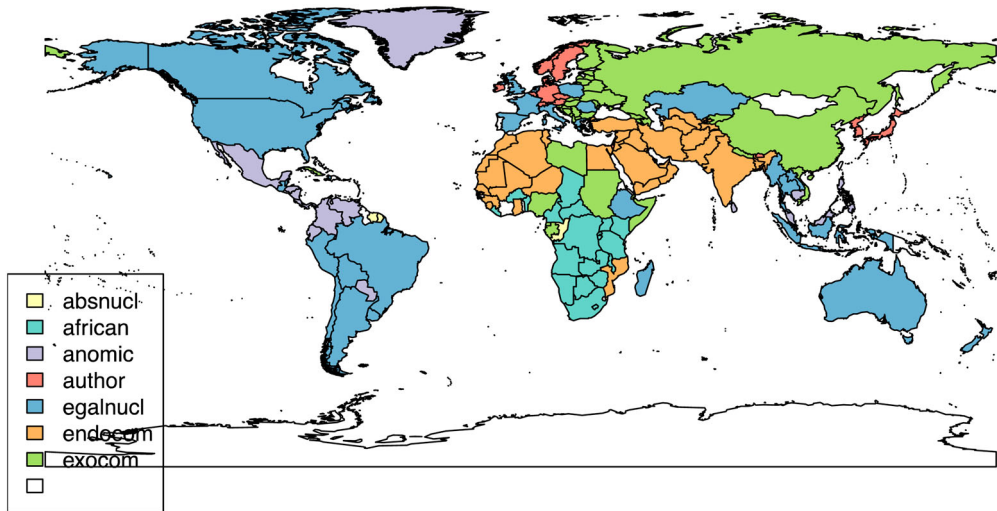 absnucl
african
anomic
author
egalnucl
endocom
exocom